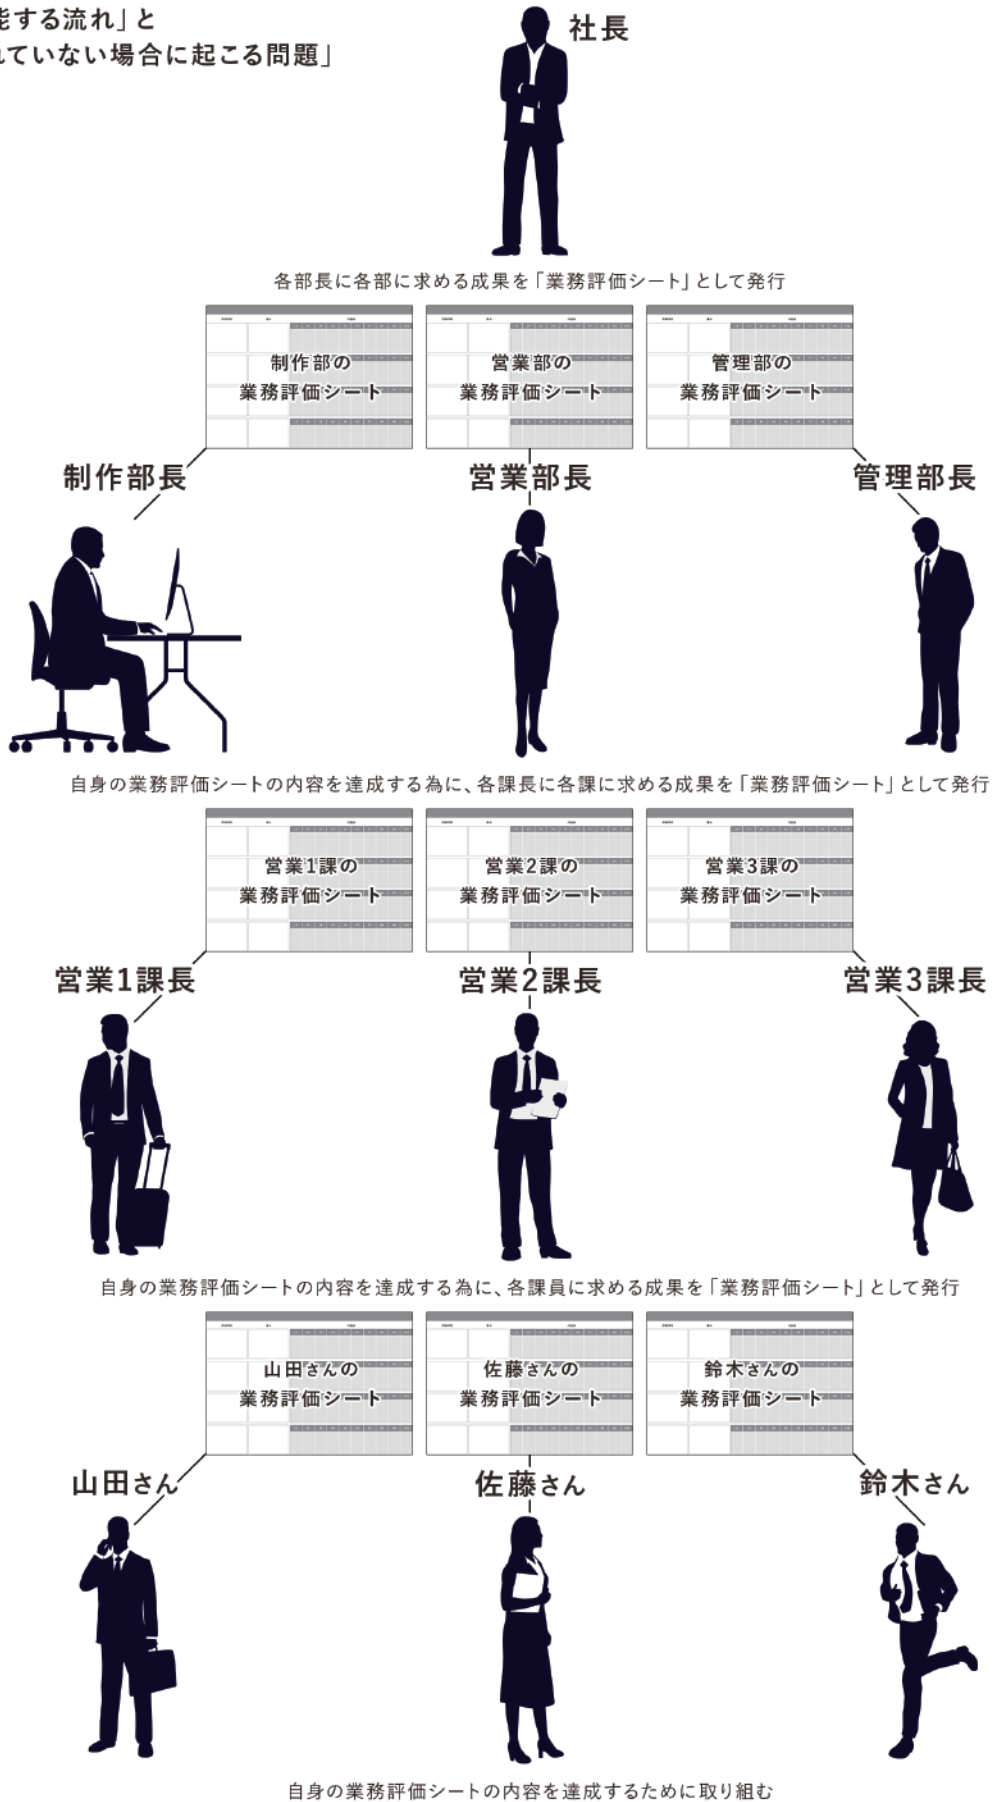 能する流れ」と
れていない場合に起こる問題」
社長
各部長に各部に求める成果を「業務評価シート」として発行
制作部の
業務評価シート
営業部の
業務評価シート
管理部の
業務評価シート
制作部長
営業部長
管理部長
自身の業務評価シートの内容を達成する為に、各課長に各課に求める成果を「業務評価シート」として発行
営業1課の
業務評価シート
営業2課の
業務評価シート
営業3課の
業務評価シート
営業1課長
営業2課長
営業3課長
自身の業務評価シートの内容を達成する為に、各課員に求める成果を「業務評価シート」として発行
山田さんの
業務評価シート
佐藤さんの
業務評価シート
鈴木さんの
業務評価シート
山田さん
佐藤さん
鈴木さん
自身の業務評価シートの内容を達成するために取り組む